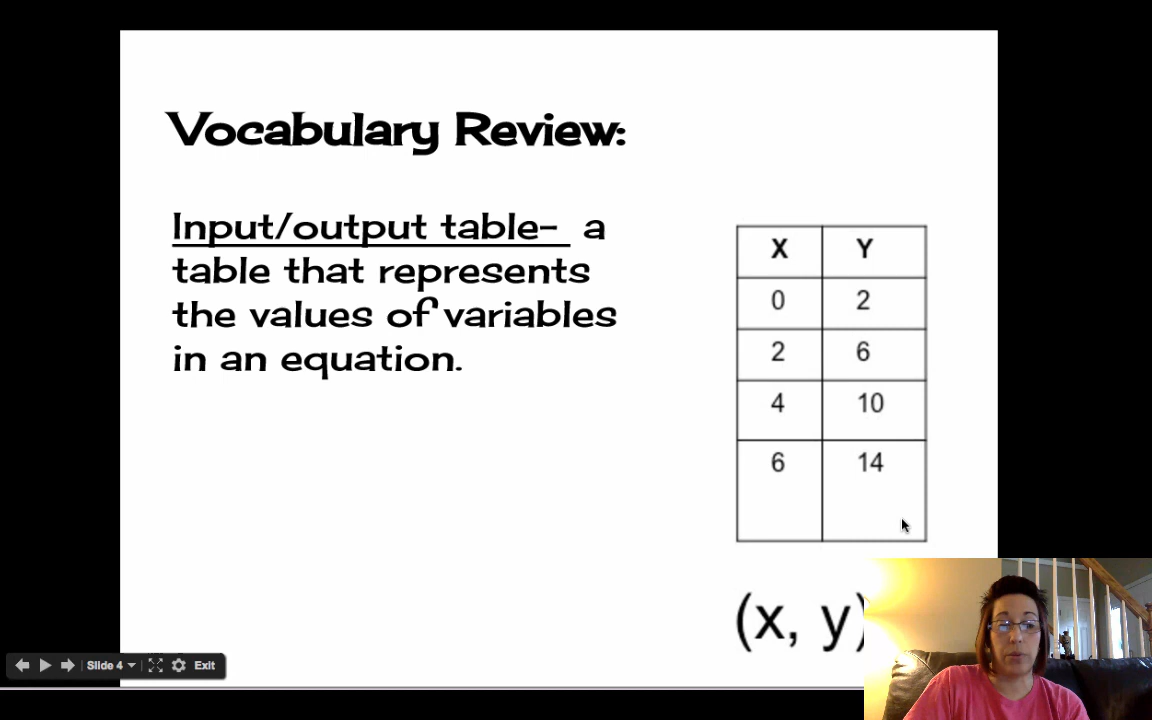 Vocabulary Review:
Input/output table- a
table that represents
the values of variables
in an equation.
X Y
0 2
2 6
4 10
6 14
(x, y)
Slide 4 Exit